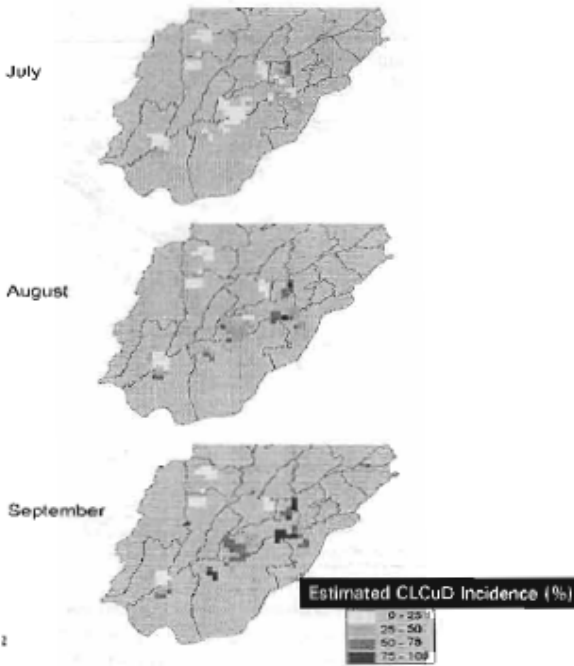 July
August
September
Estimated CLCuD Incidence (%)
0 - 25
25 - 50
50 - 75
75 - 100
2